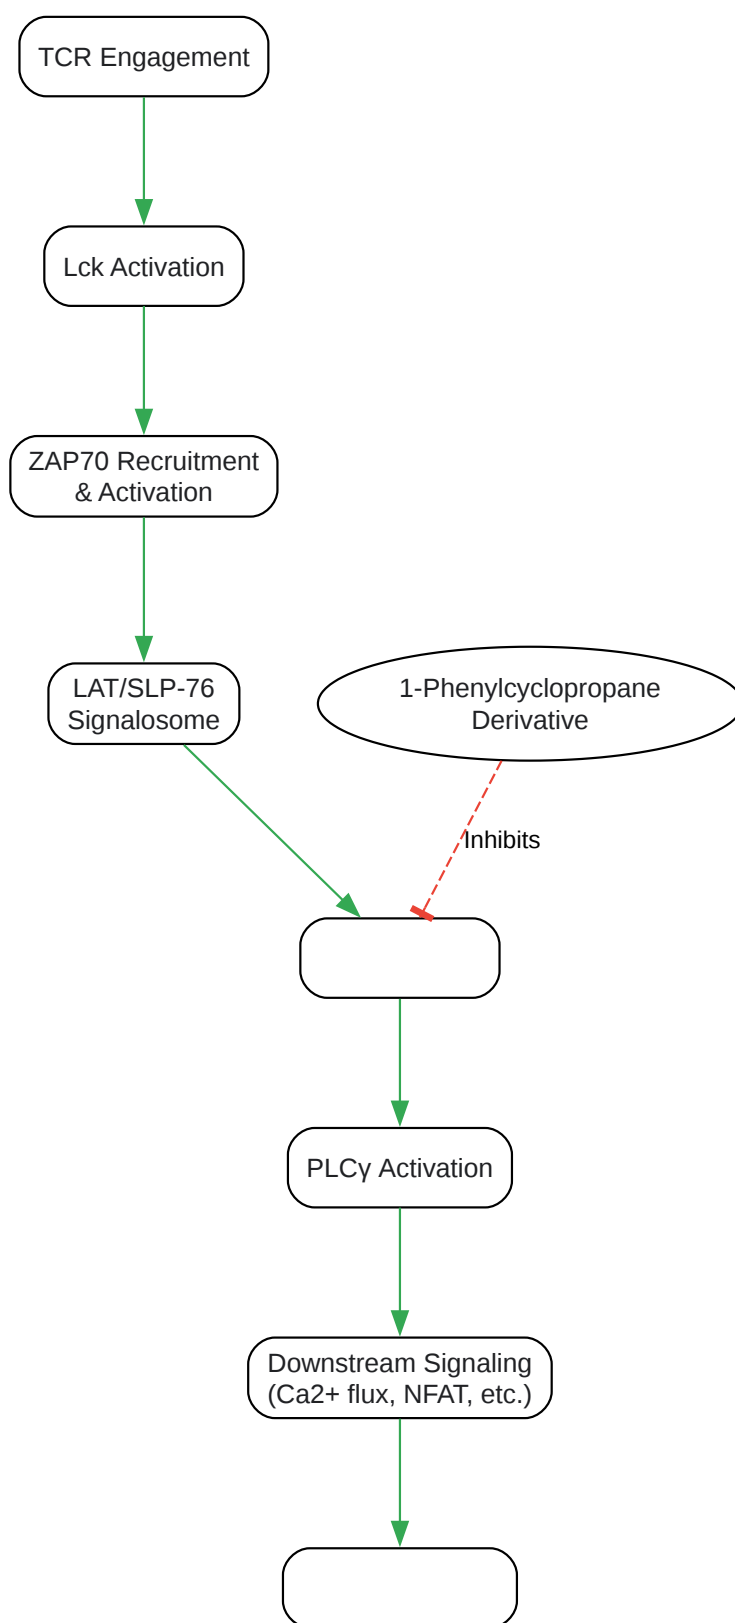 TCR Engagement
Lck Activation
ZAP70 Recruitment
& Activation
LAT/SLP-76
Signalosome
1-Phenylcyclopropane
Derivative
Inhibits
PLCγ Activation
Downstream Signaling
(Ca2+ flux, NFAT, etc.)